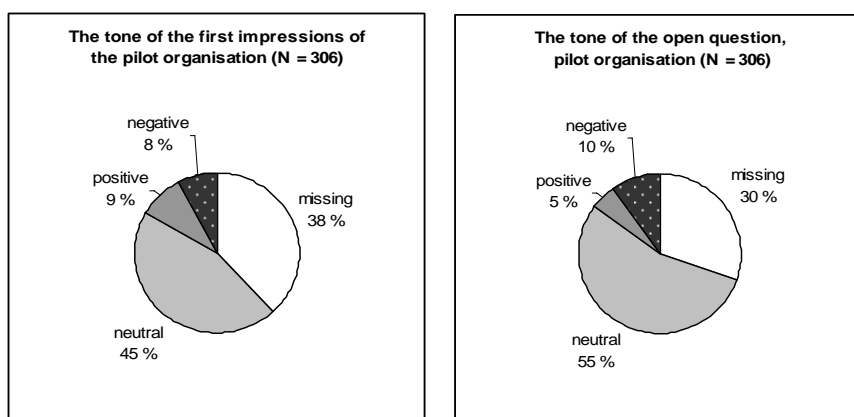 The tone of the first impressions of
the pilot organisation (N = 306)
negative
8 %
positive
9 %
missing
38 %
neutral
45 %
The tone of the open question,
pilot organisation (N = 306)
negative
10 %
positive
5 %
missing
30 %
neutral
55 %